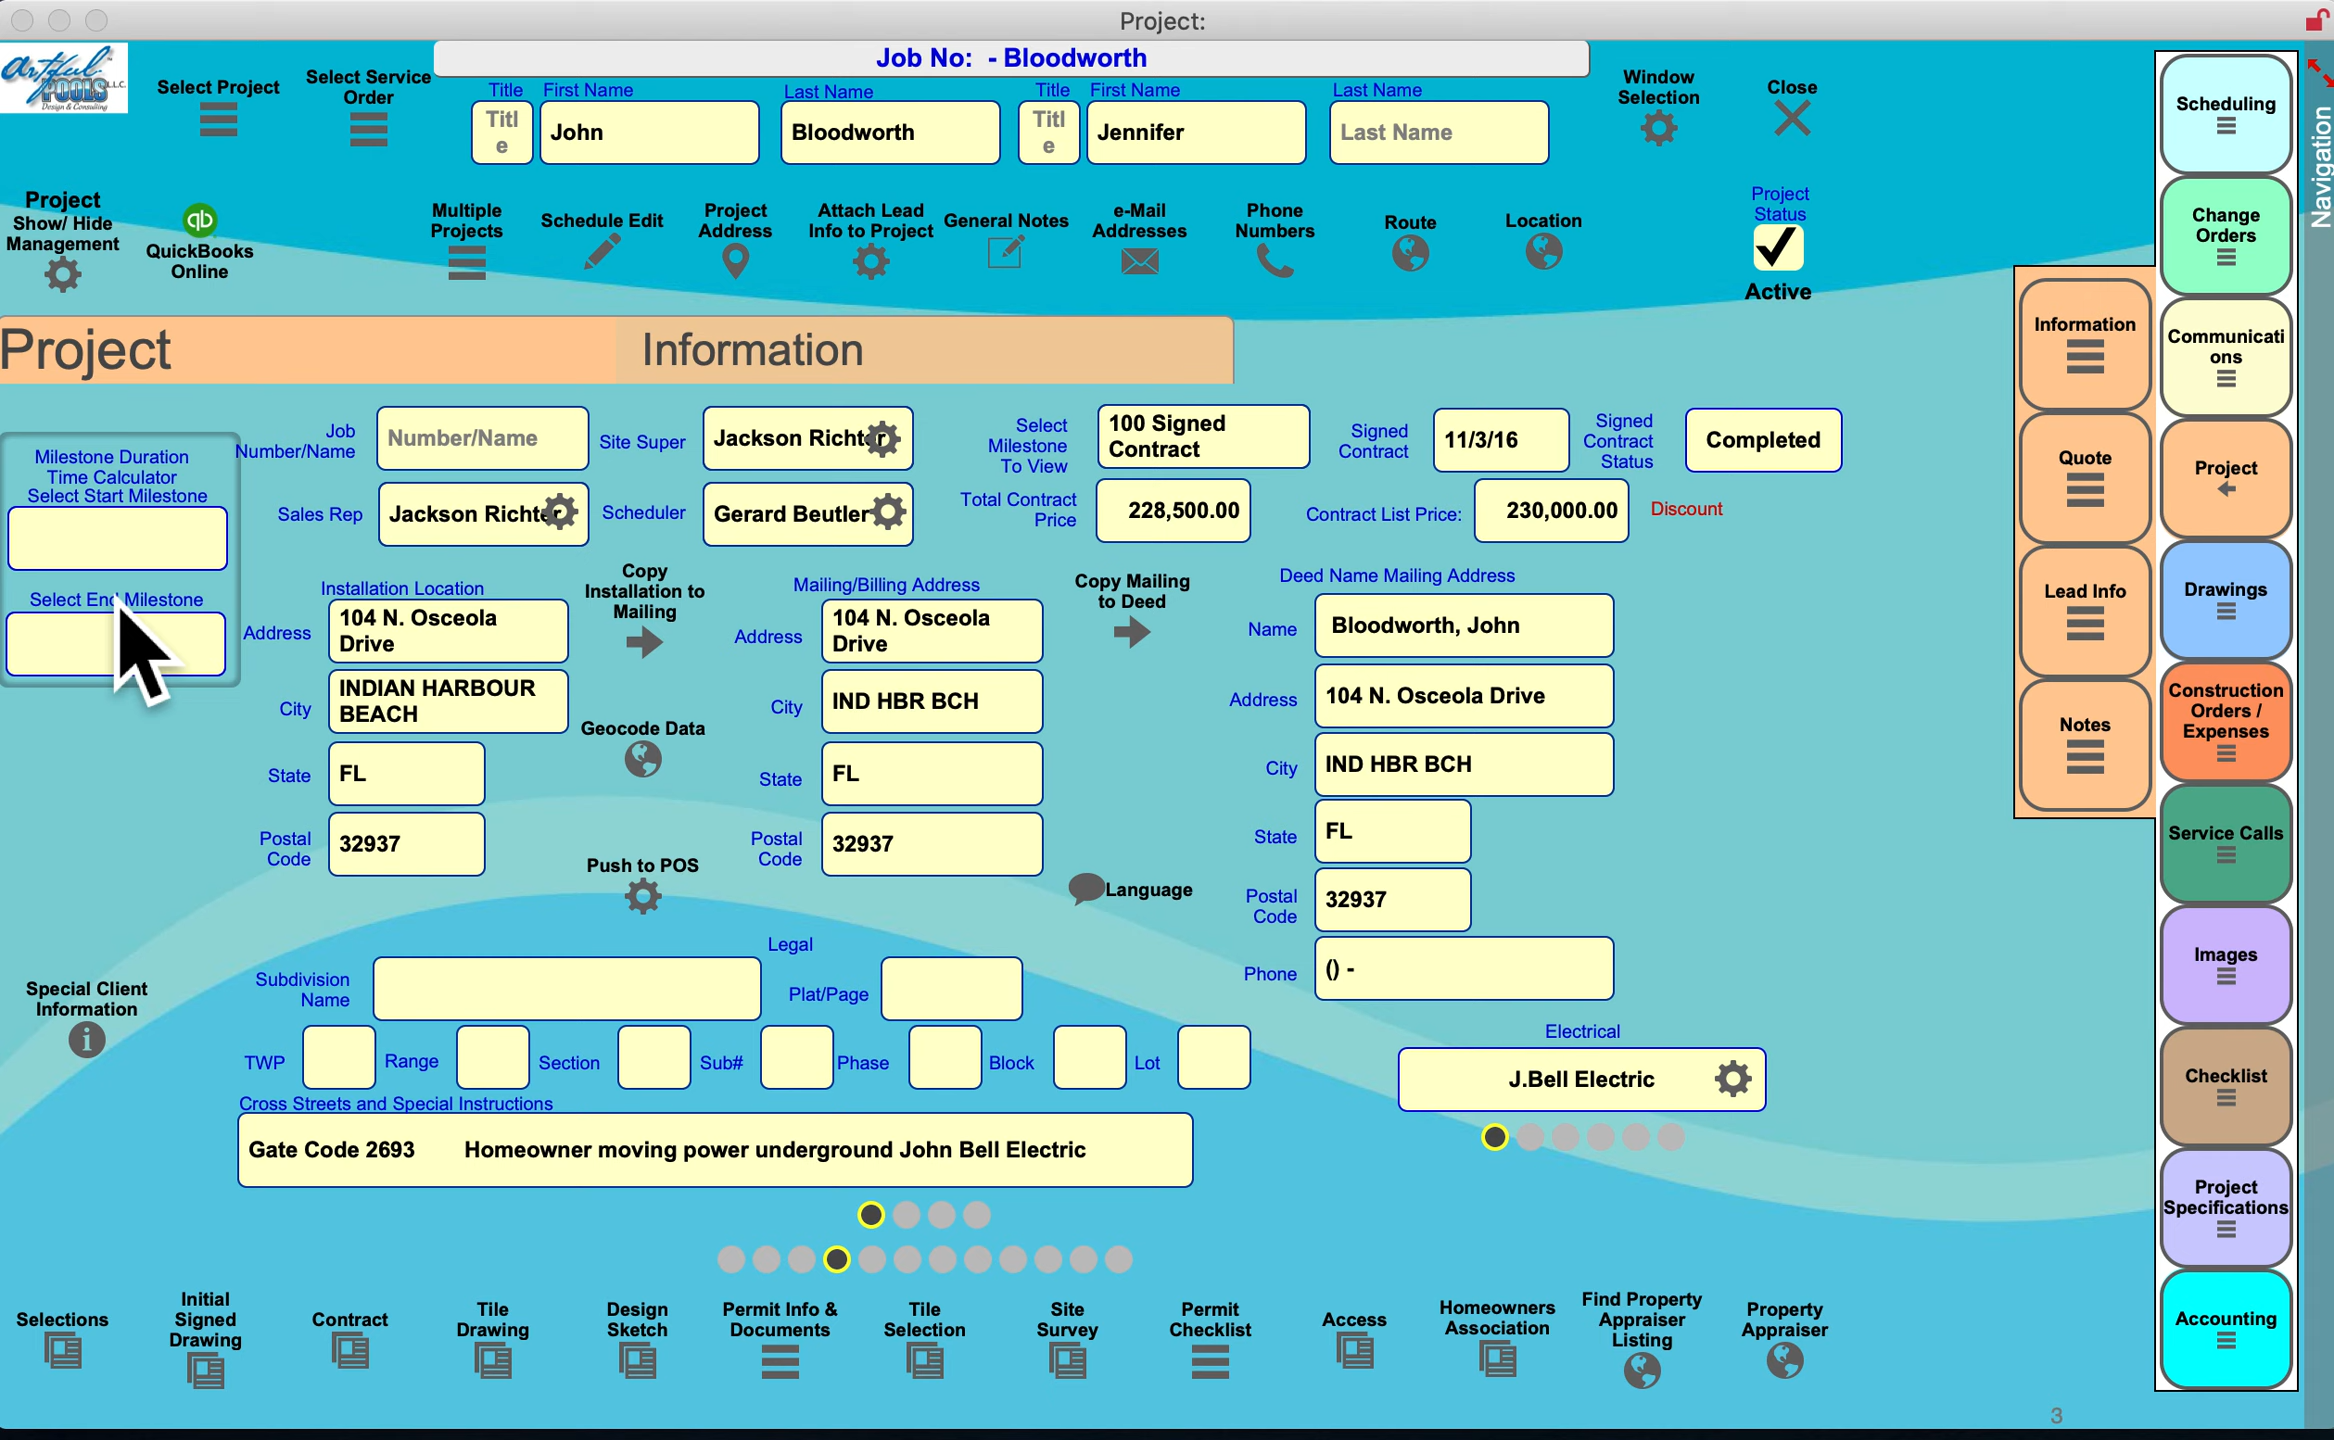 Project:
Artful
POOLS LLC.
Design & Consulting
Job No:  - Bloodworth
Select Project
Select Service
Order
Title
First Name
Last Name
Title
First Name
Last Name
Titl
e
John
Bloodworth
Titl
e
Jennifer
Last Name
Window
Selection
Close
Navigation
Project
Show/ Hide
Management
qb
QuickBooks
Online
Multiple
Projects
Schedule Edit
Project
Address
Attach Lead
Info to Project
General Notes
e-Mail
Addresses
Phone
Numbers
Route
Location
Project
Status
Active
Project
Information
Milestone Duration
Time Calculator
Select Start Milestone
Select End Milestone
Job
Number/Name
Number/Name
Site Super
Jackson Richter
Select
Milestone
To View
100 Signed
Contract
Signed
Contract
11/3/16
Signed
Contract
Status
Completed
Sales Rep
Jackson Richter
Scheduler
Gerard Beutler
Total Contract
Price
228,500.00
Contract List Price:
230,000.00
Discount
Installation Location
Address
104 N. Osceola
Drive
City
INDIAN HARBOUR
BEACH
State
FL
Postal
Code
32937
Copy
Installation to
Mailing
Geocode Data
Push to POS
Mailing/Billing Address
Address
104 N. Osceola
Drive
City
IND HBR BCH
State
FL
Postal
Code
32937
Copy Mailing
to Deed
Language
Deed Name Mailing Address
Name
Bloodworth, John
Address
104 N. Osceola Drive
City
IND HBR BCH
State
FL
Postal
Code
32937
Phone
() -
Special Client
Information
Legal
Subdivision
Name
Plat/Page
TWP
Range
Section
Sub#
Phase
Block
Lot
Cross Streets and Special Instructions
Gate Code 2693 Homeowner moving power underground John Bell Electric
Electrical
J.Bell Electric
Selections
Initial
Signed
Drawing
Contract
Tile
Drawing
Design
Sketch
Permit Info &
Documents
Tile
Selection
Site
Survey
Permit
Checklist
Access
Homeowners
Association
Find Property
Appraiser
Listing
Property
Appraiser
3
Information
Quote
Lead Info
Notes
Scheduling
Change
Orders
Communicati
ons
Project
Drawings
Construction
Orders /
Expenses
Service Calls
Images
Checklist
Project
Specifications
Accounting